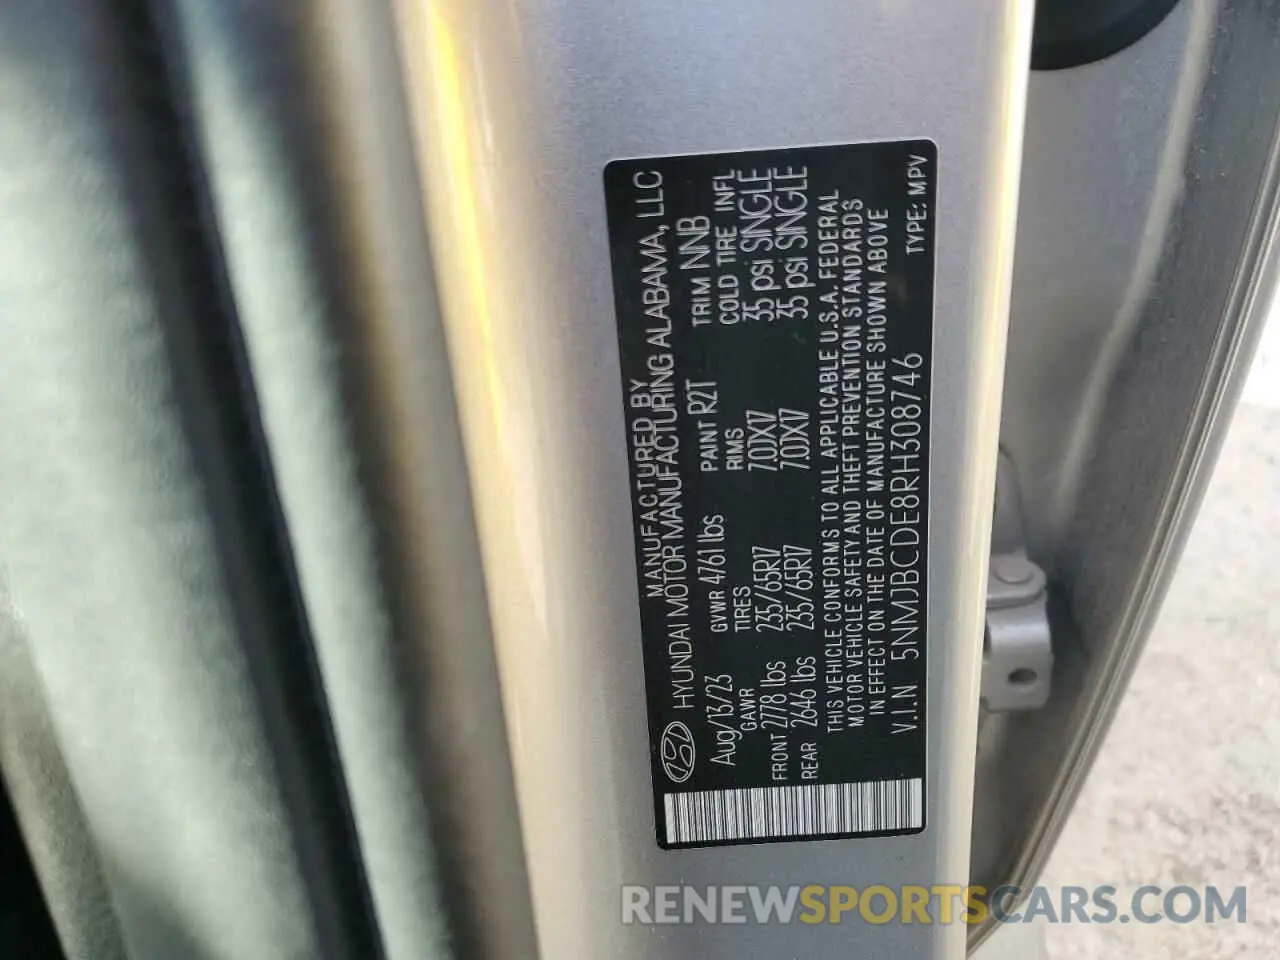 MANUFACTURED BY
HYUNDAI MOTOR MANUFACTURING ALABAMA, LLC
Aug/13/23 GVWR 4761 lbs PAINT R2T TRIM NNB
GAWR TIRES RIMS COLD TIRE INFL
FRONT 2778 lbs 235/65R17 7.0JX17 35 psi SINGLE
REAR 2646 lbs 235/65R17 7.0JX17 35 psi SINGLE
THIS VEHICLE CONFORMS TO ALL APPLICABLE U.S.A. FEDERAL
MOTOR VEHICLE SAFETY AND THEFT PREVENTION STANDARDS
IN EFFECT ON THE DATE OF MANUFACTURE SHOWN ABOVE
V.I.N 5NMJBCDE8RH308746 TYPE: MPV
RENEWSPORTSCARS.COM